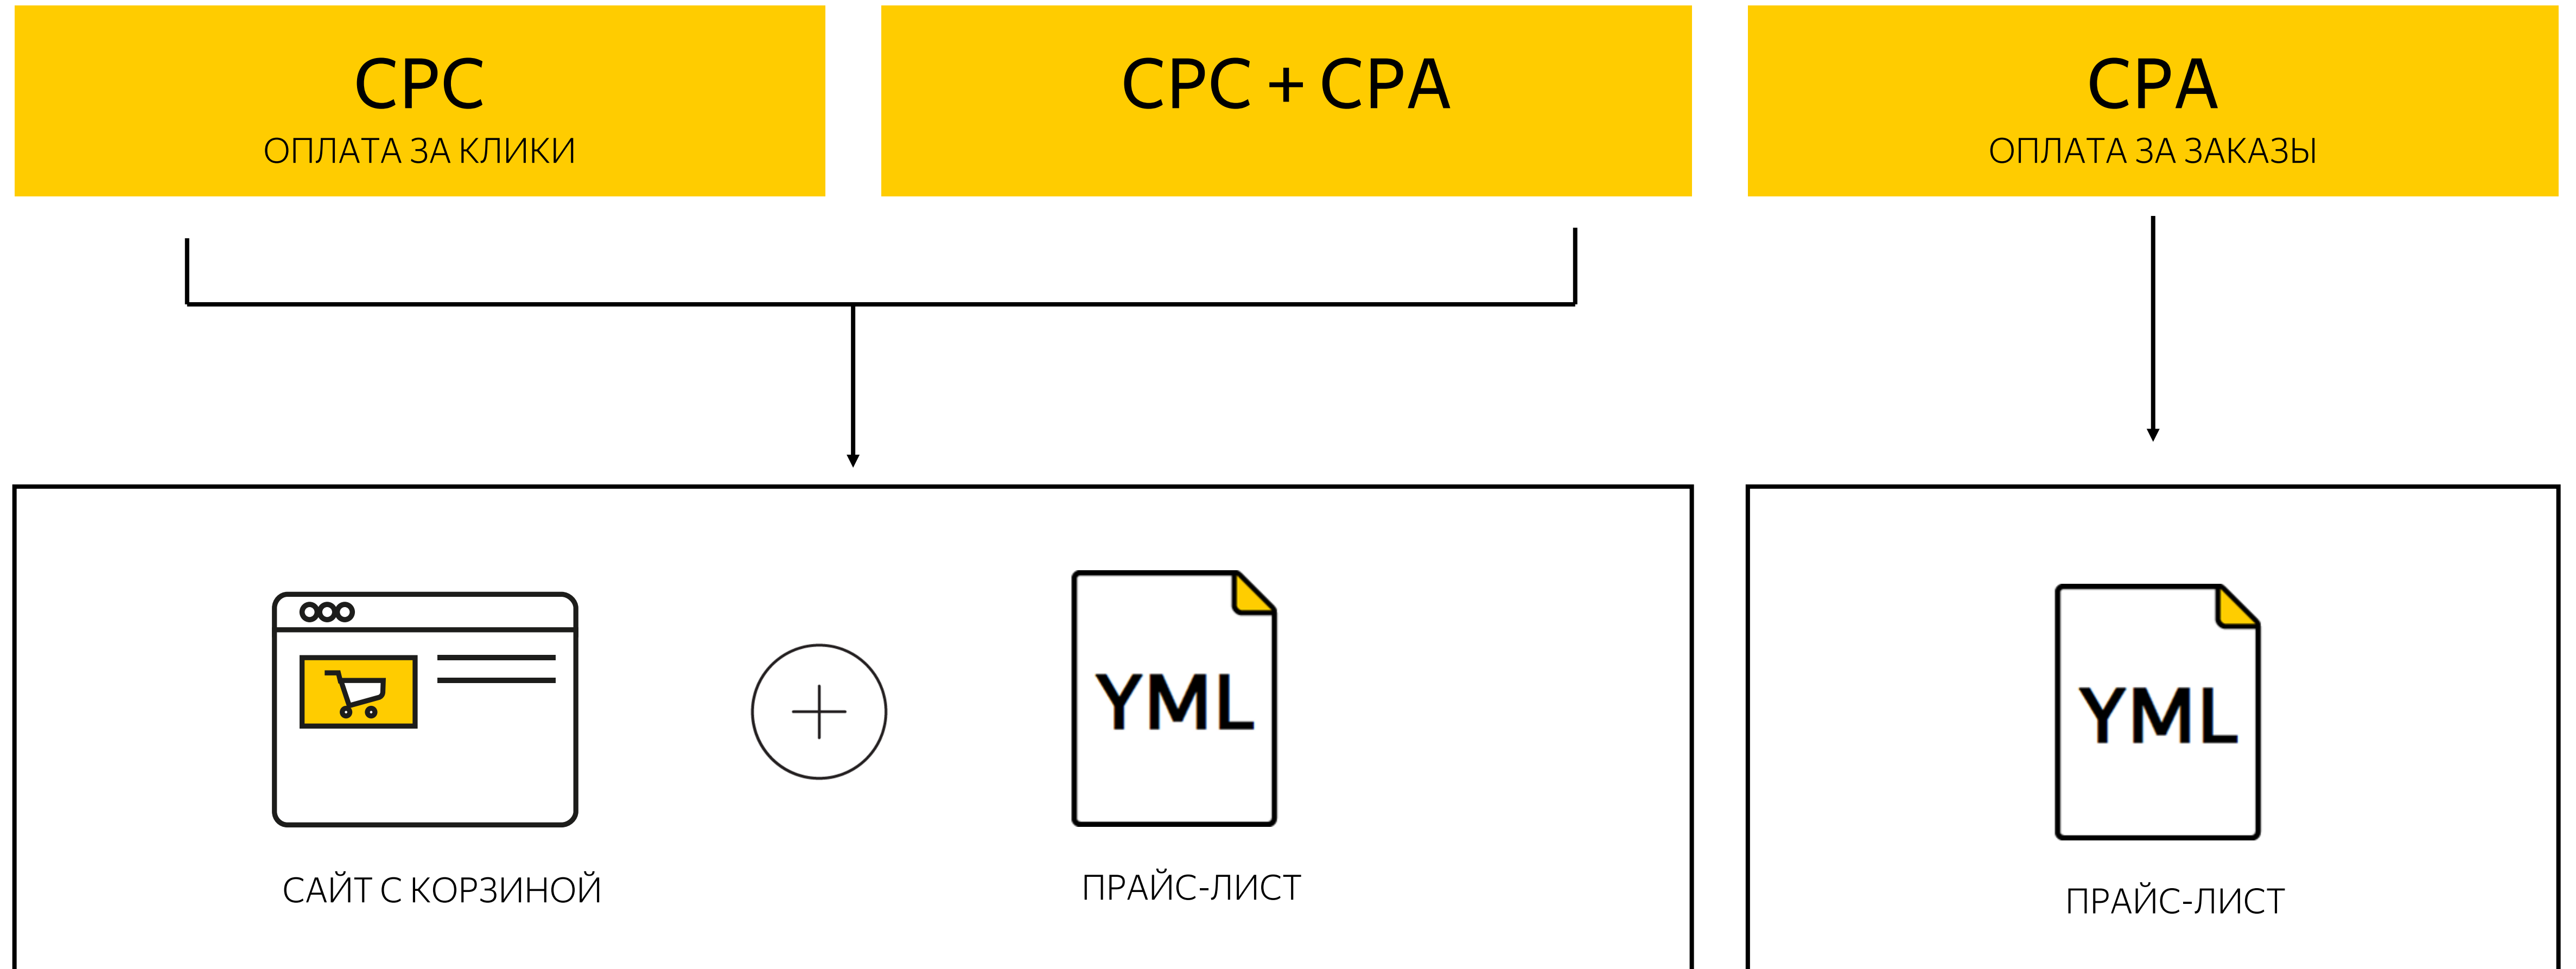 CPC
ОПЛАТА ЗА КЛИКИ
CPC + CPA
CPA
ОПЛАТА ЗА ЗАКАЗЫ
САЙТ С КОРЗИНОЙ
YML
ПРАЙС-ЛИСТ
YML
ПРАЙС-ЛИСТ